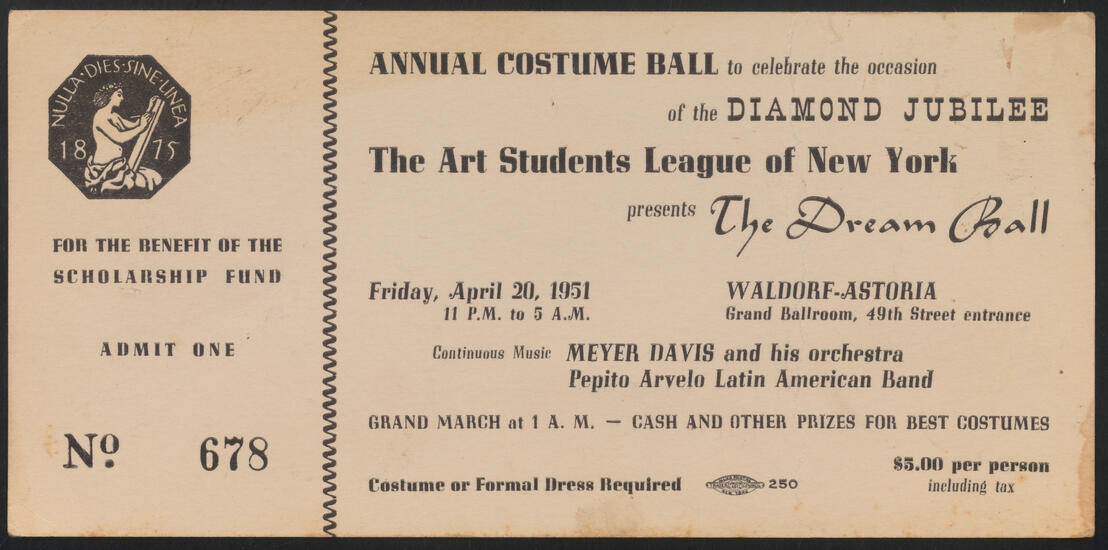 NULLA·DIES·SINE·LINEA
1875
FOR THE BENEFIT OF THE
SCHOLARSHIP FUND
ADMIT ONE
Nº 678
ANNUAL COSTUME BALL to celebrate the occasion
of the DIAMOND JUBILEE
The Art Students League of New York
presents The Dream Ball
Friday, April 20, 1951
11 P.M. to 5 A.M.
WALDORF-ASTORIA
Grand Ballroom, 49th Street entrance
Continuous Music MEYER DAVIS and his orchestra
Pepito Arvelo Latin American Band
GRAND MARCH at 1 A. M. — CASH AND OTHER PRIZES FOR BEST COSTUMES
$5.00 per person
including tax
Costume or Formal Dress Required 250